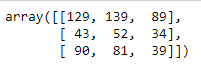 array([[129, 139,  89],
       [ 43,  52,  34],
       [ 90,  81,  39]])